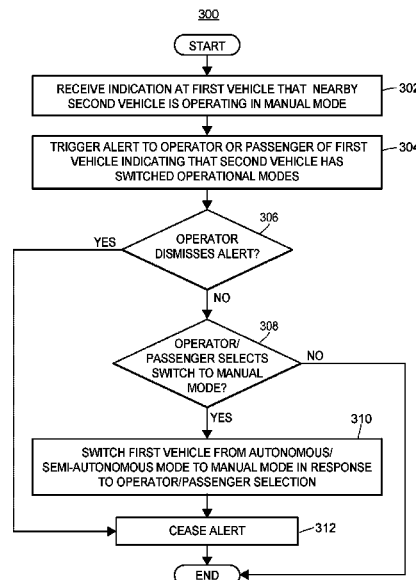 300
START
RECEIVE INDICATION AT FIRST VEHICLE THAT NEARBY
SECOND VEHICLE IS OPERATING IN MANUAL MODE
302
TRIGGER ALERT TO OPERATOR OR PASSENGER OF FIRST
VEHICLE INDICATING THAT SECOND VEHICLE HAS
SWITCHED OPERATIONAL MODES
304
306
OPERATOR
DISMISSES ALERT?
YES
NO
308
OPERATOR/
PASSENGER SELECTS
SWITCH TO MANUAL
MODE?
NO
YES
310
SWITCH FIRST VEHICLE FROM AUTONOMOUS/
SEMI-AUTONOMOUS MODE TO MANUAL MODE IN RESPONSE
TO OPERATOR/PASSENGER SELECTION
CEASE ALERT
312
END